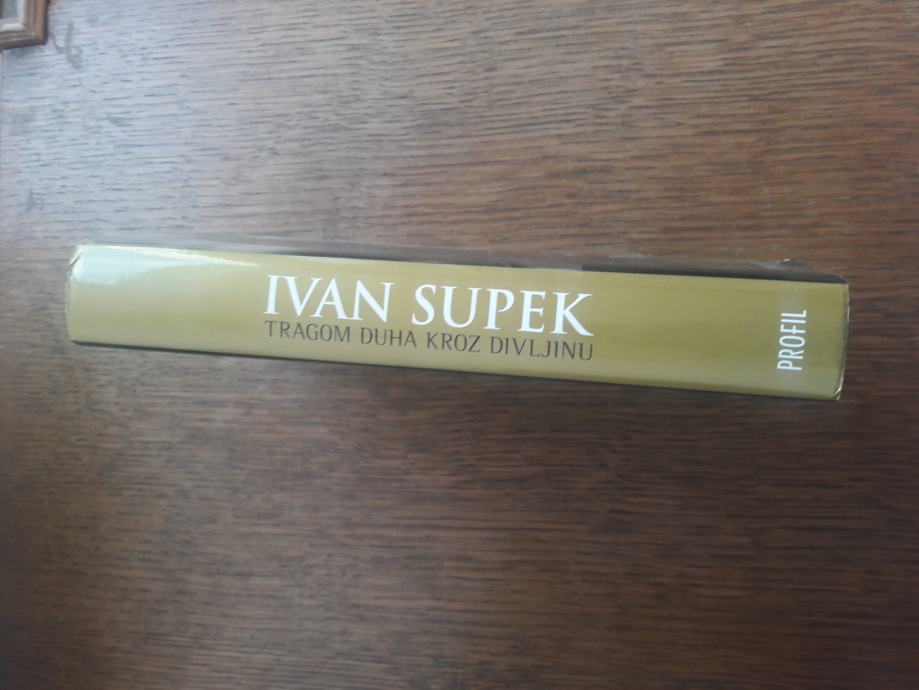 IVAN SUPEK
TRAGOM DUHA KROZ DIVLJINU
PROFIL